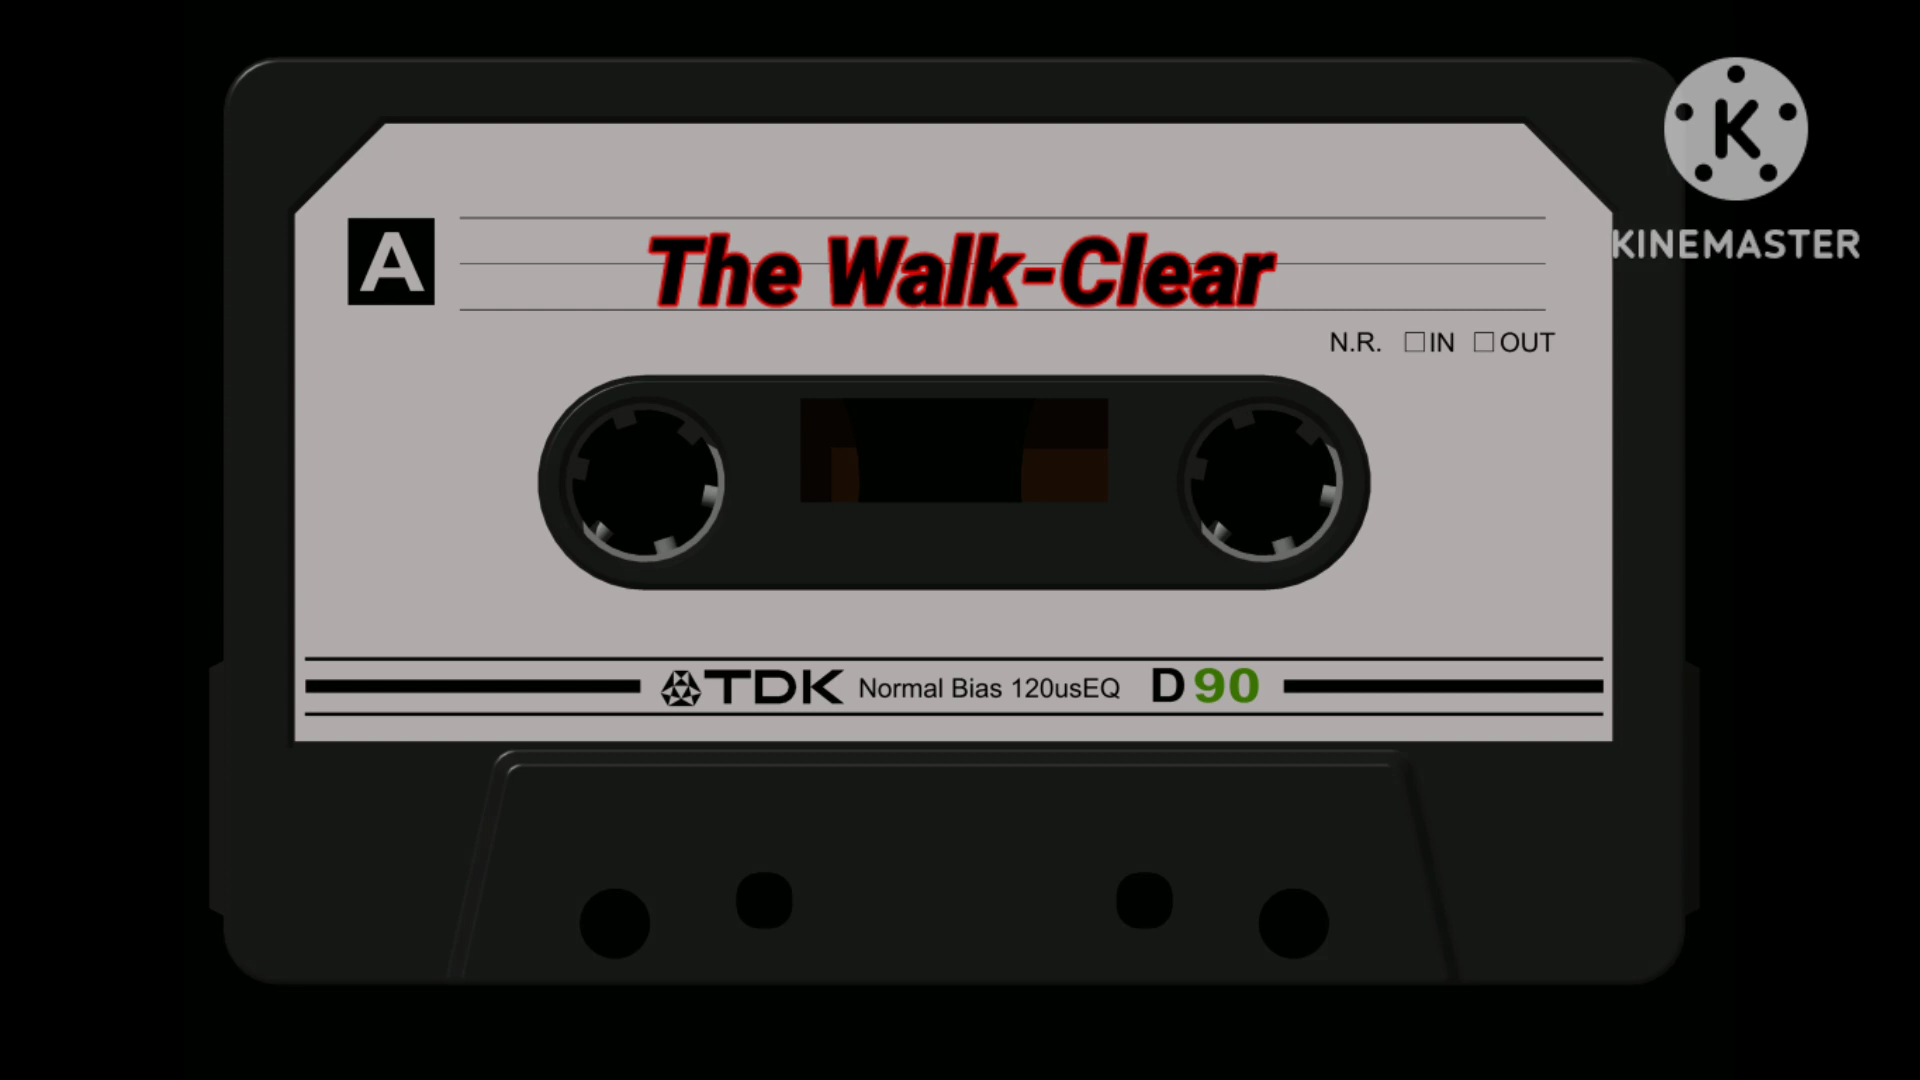 K
KINEMASTER
A
The Walk-Clear
N.R. □IN □OUT
TDK Normal Bias 120usEQ D90